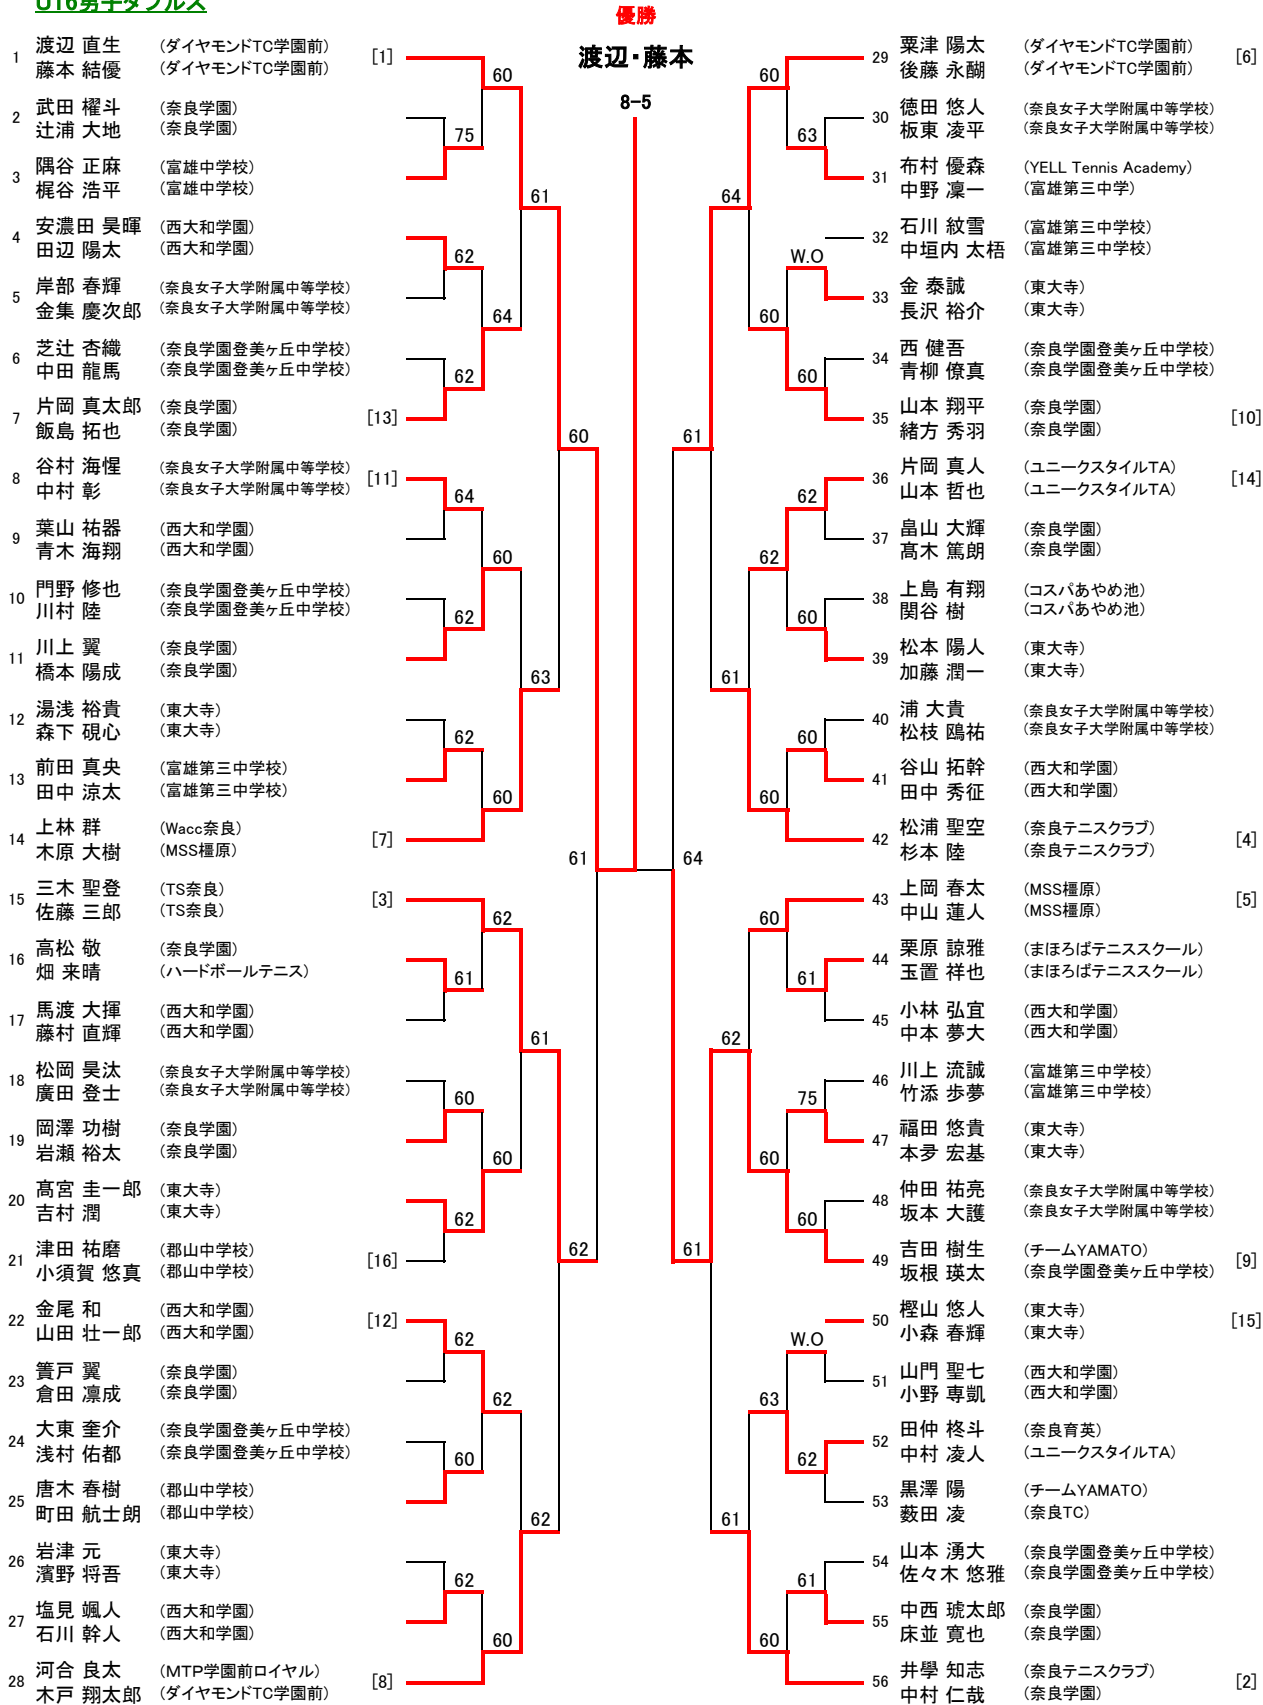 U16男子ダブルス
優勝
渡辺・藤本
8-5
1 渡辺 直生 (ダイヤモンドTC学園前) [1]
藤本 結優 (ダイヤモンドTC学園前)
60
2 武田 櫂斗 (奈良学園)
辻浦 大地 (奈良学園)
75
3 隅谷 正麻 (富雄中学校)
梶谷 浩平 (富雄中学校)
61
4 安濃田 昊暉 (西大和学園)
田辺 陽太 (西大和学園)
62
5 岸部 春輝 (奈良女子大学附属中等学校)
金集 慶次郎 (奈良女子大学附属中等学校)
64
6 芝辻 杏織 (奈良学園登美ヶ丘中学校)
中田 龍馬 (奈良学園登美ヶ丘中学校)
62
7 片岡 真太郎 (奈良学園) [13]
飯島 拓也 (奈良学園)
60
8 谷村 海惺 (奈良女子大学附属中等学校) [11]
中村 彰 (奈良女子大学附属中等学校)
64
9 葉山 祐器 (西大和学園)
青木 海翔 (西大和学園)
60
10 門野 修也 (奈良学園登美ヶ丘中学校)
川村 陸 (奈良学園登美ヶ丘中学校)
62
11 川上 翼 (奈良学園)
橋本 陽成 (奈良学園)
63
12 湯浅 裕貴 (東大寺)
森下 硯心 (東大寺)
62
13 前田 真央 (富雄第三中学校)
田中 涼太 (富雄第三中学校)
60
14 上林 群 (Wacc奈良) [7]
木原 大樹 (MSS橿原)
61
15 三木 聖登 (TS奈良) [3]
佐藤 三郎 (TS奈良)
62
16 高松 敬 (奈良学園)
畑 来晴 (ハードボールテニス)
61
17 馬渡 大揮 (西大和学園)
藤村 直輝 (西大和学園)
61
18 松岡 昊汰 (奈良女子大学附属中等学校)
廣田 登士 (奈良女子大学附属中等学校)
60
19 岡澤 功樹 (奈良学園)
岩瀬 裕太 (奈良学園)
60
20 髙宮 圭一郎 (東大寺)
吉村 潤 (東大寺)
62
21 津田 祐磨 (郡山中学校) [16]
小須賀 悠真 (郡山中学校)
62
22 金尾 和 (西大和学園) [12]
山田 壮一郎 (西大和学園)
62
23 簀戸 翼 (奈良学園)
倉田 凛成 (奈良学園)
62
24 大東 奎介 (奈良学園登美ヶ丘中学校)
浅村 佑都 (奈良学園登美ヶ丘中学校)
60
25 唐木 春樹 (郡山中学校)
町田 航士朗 (郡山中学校)
62
26 岩津 元 (東大寺)
濱野 将吾 (東大寺)
62
27 塩見 颯人 (西大和学園)
石川 幹人 (西大和学園)
60
28 河合 良太 (MTP学園前ロイヤル) [8]
木戸 翔太郎 (ダイヤモンドTC学園前)
29 粟津 陽太 (ダイヤモンドTC学園前) [6]
後藤 永醐 (ダイヤモンドTC学園前)
60
30 徳田 悠人 (奈良女子大学附属中等学校)
板東 凌平 (奈良女子大学附属中等学校)
63
31 布村 優森 (YELL Tennis Academy)
中野 凜一 (富雄第三中学)
64
32 石川 紋雪 (富雄第三中学校)
中垣内 太梧 (富雄第三中学校)
W.O
33 金 泰誠 (東大寺)
長沢 裕介 (東大寺)
60
34 西 健吾 (奈良学園登美ヶ丘中学校)
青柳 僚真 (奈良学園登美ヶ丘中学校)
60
35 山本 翔平 (奈良学園) [10]
緒方 秀羽 (奈良学園)
61
36 片岡 真人 (ユニークスタイルTA) [14]
山本 哲也 (ユニークスタイルTA)
62
37 畠山 大輝 (奈良学園)
髙木 篤朗 (奈良学園)
62
38 上島 有翔 (コスパあやめ池)
関谷 樹 (コスパあやめ池)
60
39 松本 陽人 (東大寺)
加藤 潤一 (東大寺)
61
40 浦 大貴 (奈良女子大学附属中等学校)
松枝 鴎祐 (奈良女子大学附属中等学校)
60
41 谷山 拓幹 (西大和学園)
田中 秀征 (西大和学園)
60
42 松浦 聖空 (奈良テニスクラブ) [4]
杉本 陸 (奈良テニスクラブ)
64
43 上岡 春太 (MSS橿原) [5]
中山 蓮人 (MSS橿原)
60
44 栗原 諒雅 (まほろばテニススクール)
玉置 祥也 (まほろばテニススクール)
61
45 小林 弘宜 (西大和学園)
中本 夢大 (西大和学園)
62
46 川上 流誠 (富雄第三中学校)
竹添 歩夢 (富雄第三中学校)
75
47 福田 悠貴 (東大寺)
本夛 宏基 (東大寺)
60
48 仲田 祐亮 (奈良女子大学附属中等学校)
坂本 大護 (奈良女子大学附属中等学校)
60
49 吉田 樹生 (チームYAMATO) [9]
坂根 瑛太 (奈良学園登美ヶ丘中学校)
61
50 樫山 悠人 (東大寺) [15]
小森 春輝 (東大寺)
W.O
51 山門 聖七 (西大和学園)
小野 専凱 (西大和学園)
63
52 田仲 柊斗 (奈良育英)
中村 凌人 (ユニークスタイルTA)
62
53 黒澤 陽 (チームYAMATO)
薮田 凌 (奈良TC)
61
54 山本 湧大 (奈良学園登美ヶ丘中学校)
佐々木 悠雅 (奈良学園登美ヶ丘中学校)
61
55 中西 琥太郎 (奈良学園)
床並 寛也 (奈良学園)
60
56 井學 知志 (奈良テニスクラブ) [2]
中村 仁哉 (奈良学園)